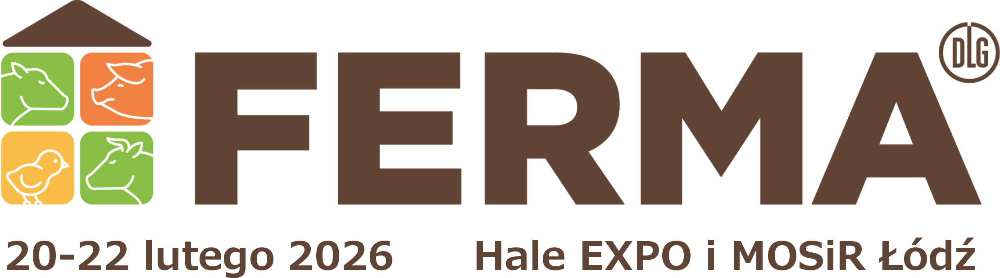 FERMA
DLG
20-22 lutego 2026 Hale EXPO i MOSiR Łódź